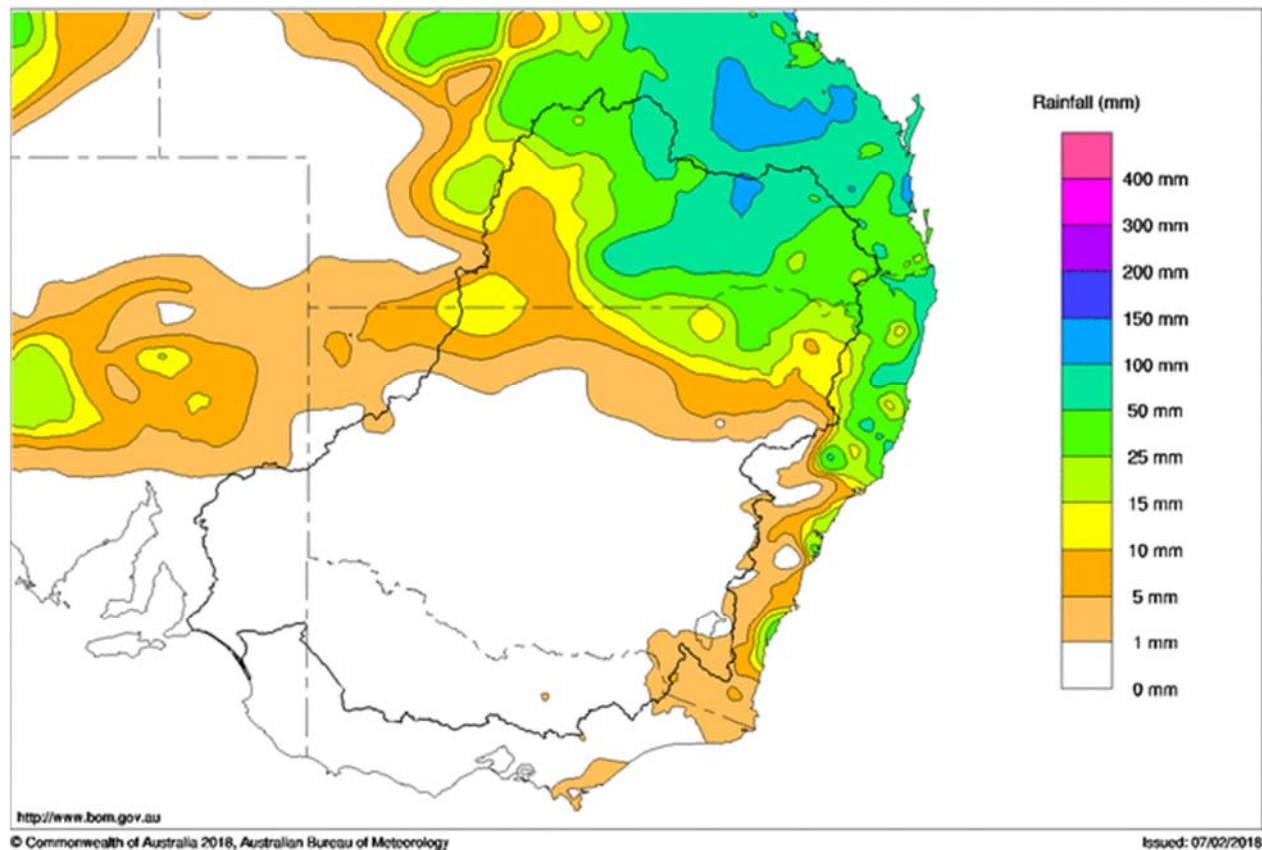 Rainfall (mm)
400 mm
300 mm
200 mm
150 mm
100 mm
50 mm
25 mm
15 mm
10 mm
5 mm
1 mm
0 mm
http://www.bom.gov.au
© Commonwealth of Australia 2018, Australian Bureau of Meteorology
Issued: 07/02/2018